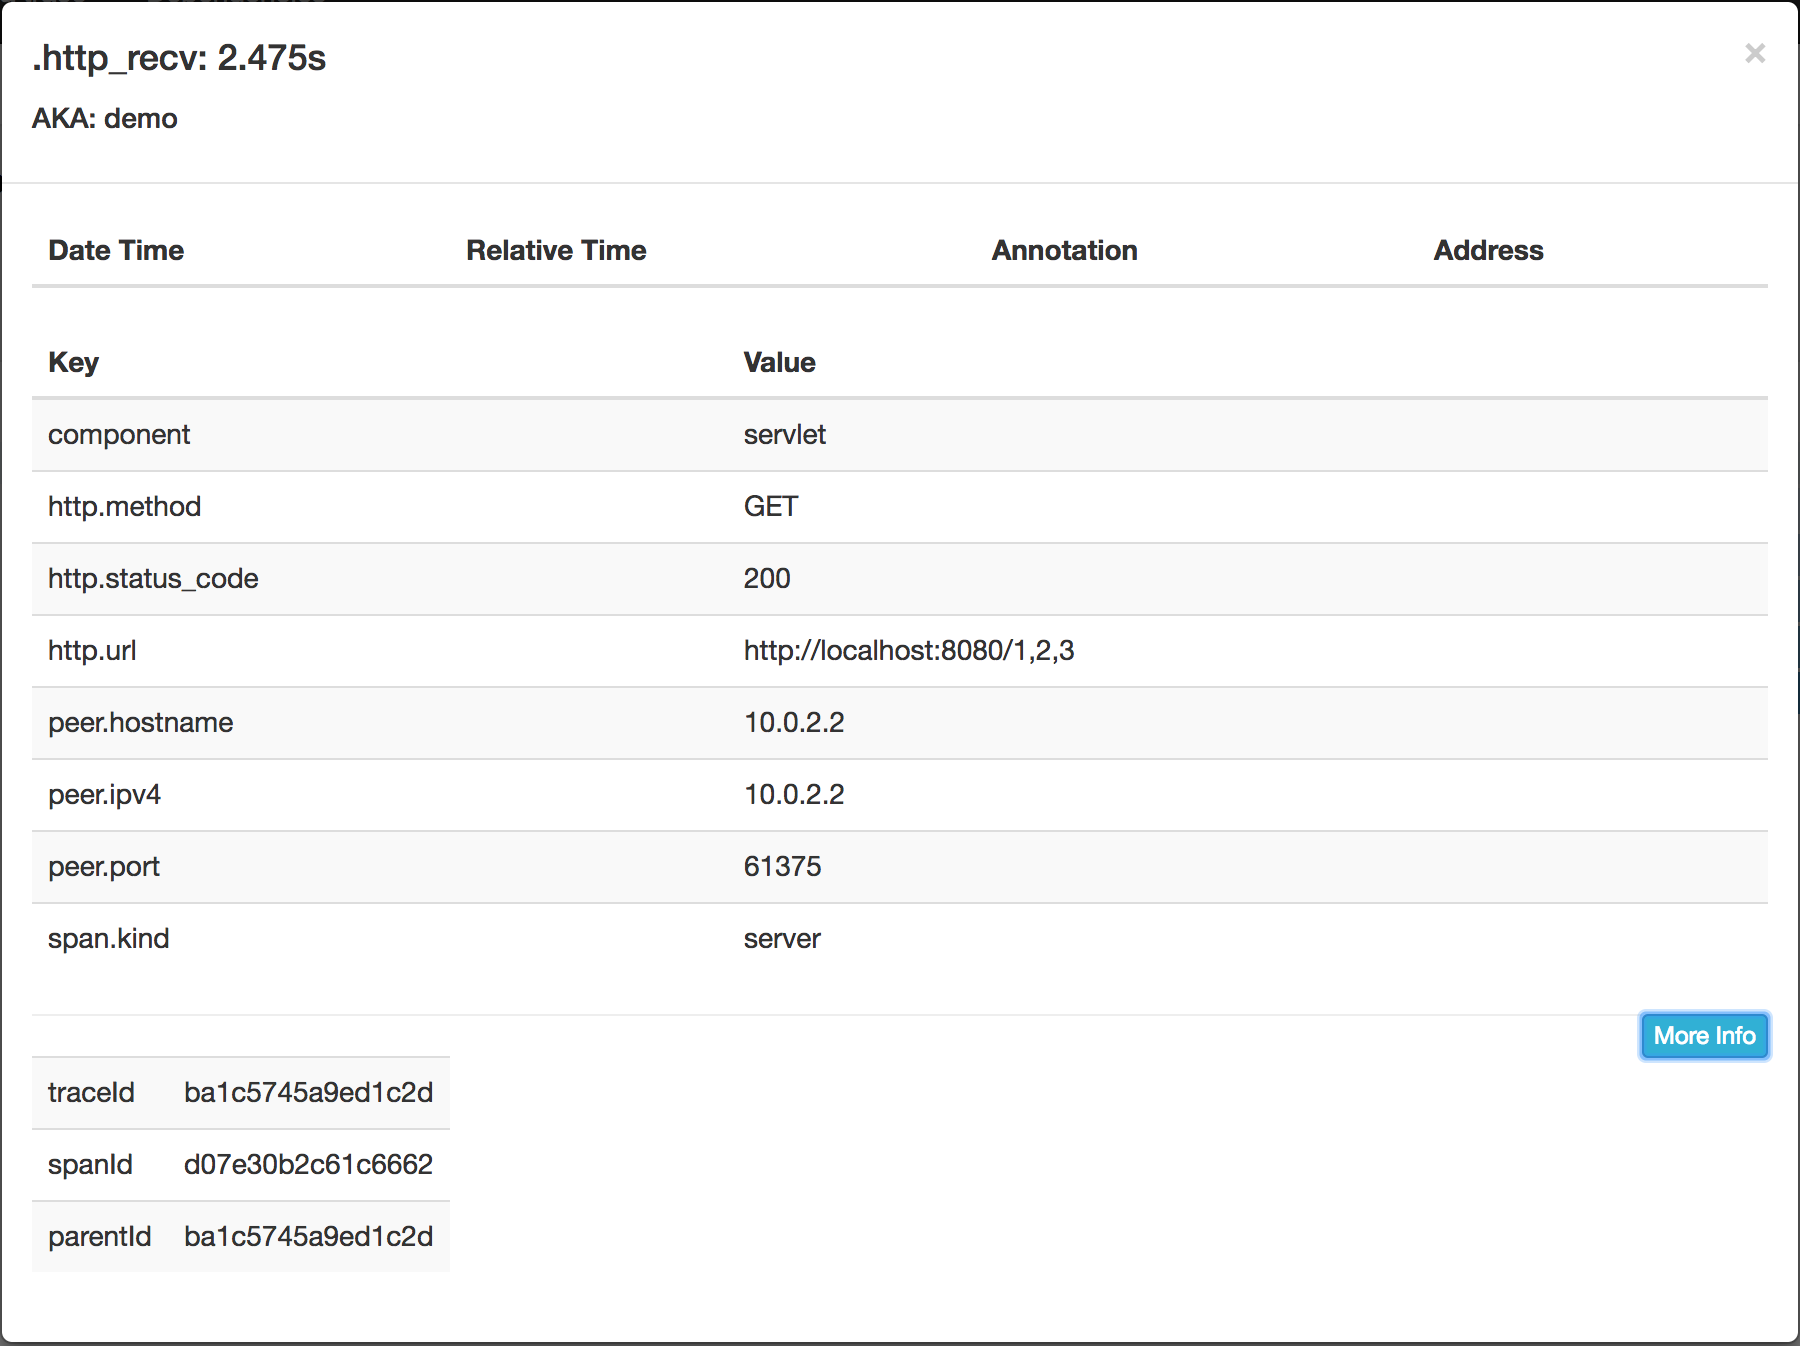 .http_recv: 2.475s
×
AKA: demo
Date Time Relative Time Annotation Address
Key Value
component servlet
http.method GET
http.status_code 200
http.url http://localhost:8080/1,2,3
peer.hostname 10.0.2.2
peer.ipv4 10.0.2.2
peer.port 61375
span.kind server
More Info
traceId ba1c5745a9ed1c2d
spanId d07e30b2c61c6662
parentId ba1c5745a9ed1c2d